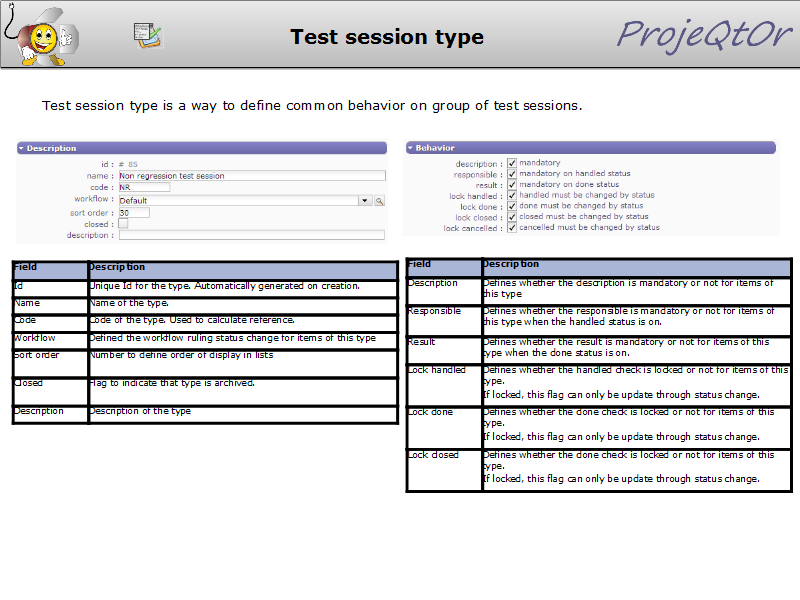 Test session type
ProjeQtOr
Test session type is a way to define common behavior on group of test sessions.
Description
id : # 85
name : Non regression test session
code : NR
workflow : Default
sort order : 30
closed :
description :
Behavior
description : mandatory
responsible : mandatory on handled status
result : mandatory on done status
lock handled : handled must be changed by status
lock done : done must be changed by status
lock closed : closed must be changed by status
lock cancelled : cancelled must be changed by status
Field Description
Id Unique Id for the type. Automatically generated on creation.
Name Name of the type.
Code Code of the type. Used to calculate reference.
Workflow Defined the workflow ruling status change for items of this type
Sort order Number to define order of display in lists
Closed Flag to indicate that type is archived.
Description Description of the type
Field Description
Description Defines whether the description is mandatory or not for items of
this type
Responsible Defines whether the responsible is mandatory or not for items of
this type when the handled status is on.
Result Defines whether the result is mandatory or not for items of this
type when the done status is on.
Lock handled Defines whether the handled check is locked or not for items of this
type.
If locked, this flag can only be update through status change.
Lock done Defines whether the done check is locked or not for items of this
type.
If locked, this flag can only be update through status change.
Lock closed Defines whether the done check is locked or not for items of this
type.
If locked, this flag can only be update through status change.